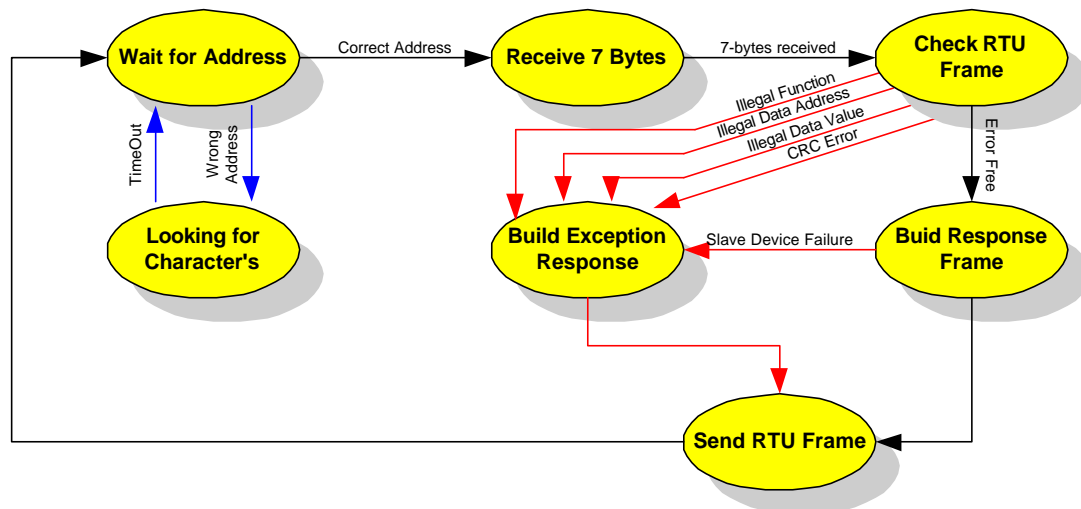 Wait for Address
Correct Address
Receive 7 Bytes
7-bytes received
Check RTU
Frame
Illegal Function
Illegal Data Address
Illegal Data Value
CRC Error
Error Free
TimeOut
Wrong
Address
Looking for
Character's
Build Exception
Response
Slave Device Failure
Buid Response
Frame
Send RTU Frame